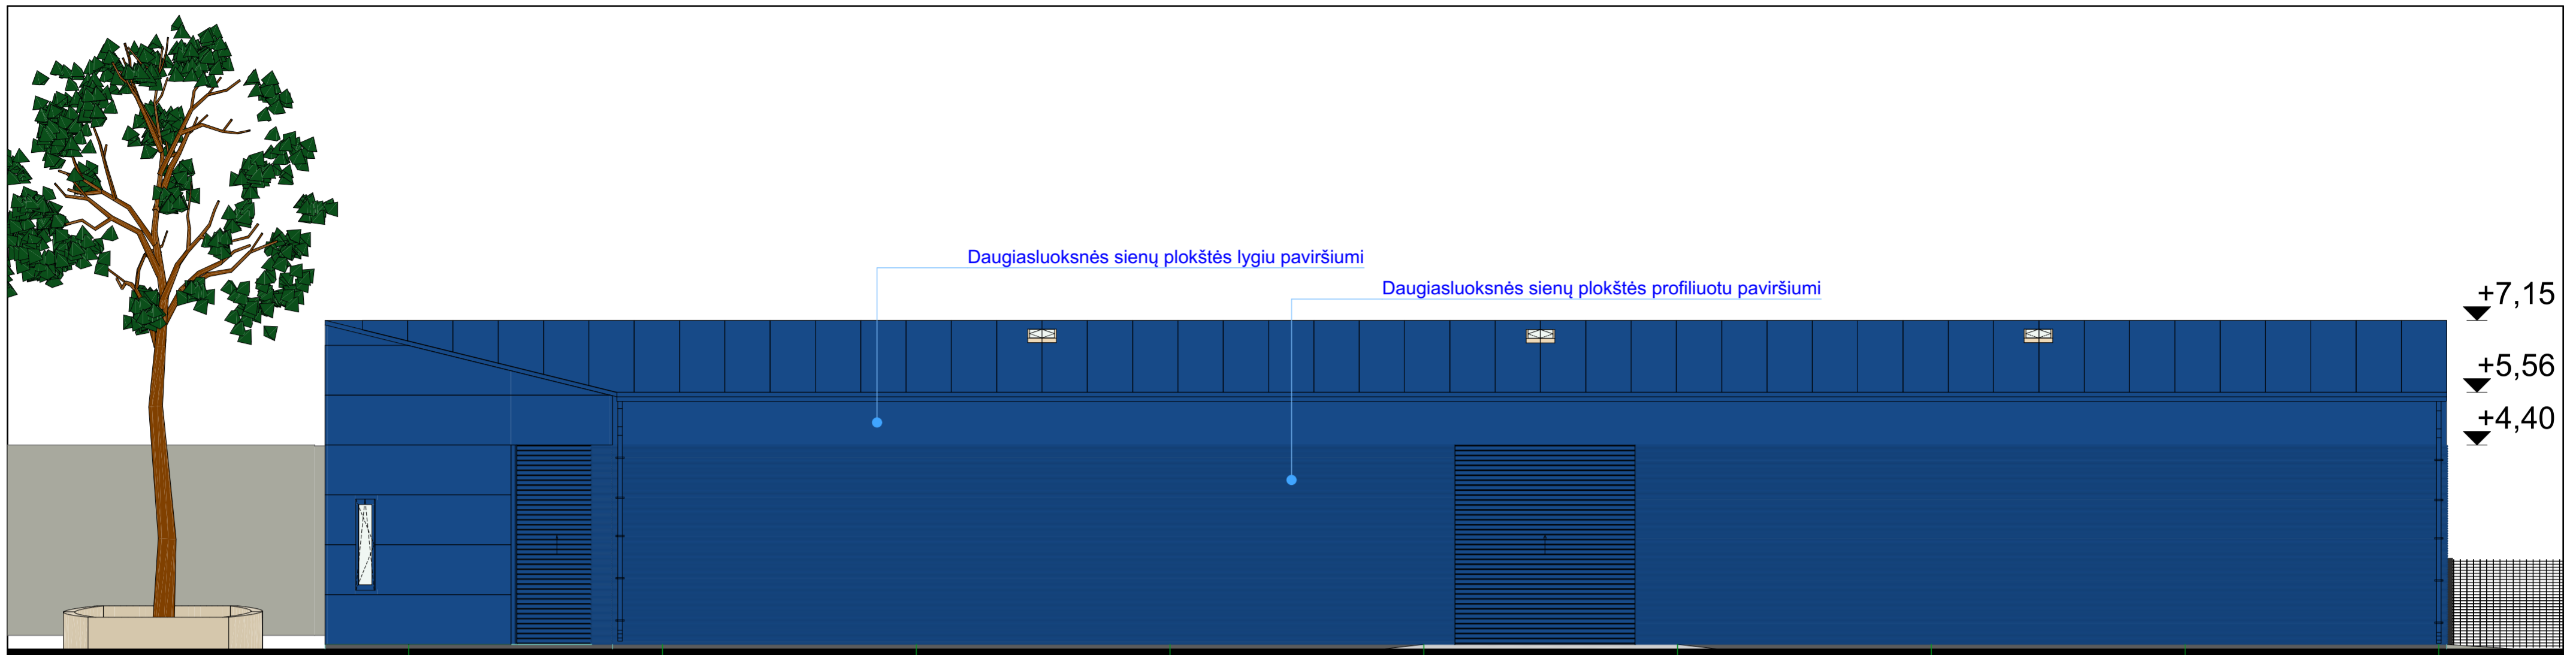 Daugiasluoksnės sienų plokštės lygiu paviršiumi
Daugiasluoksnės sienų plokštės profiliuotu paviršiumi
+7,15
+5,56
+4,40